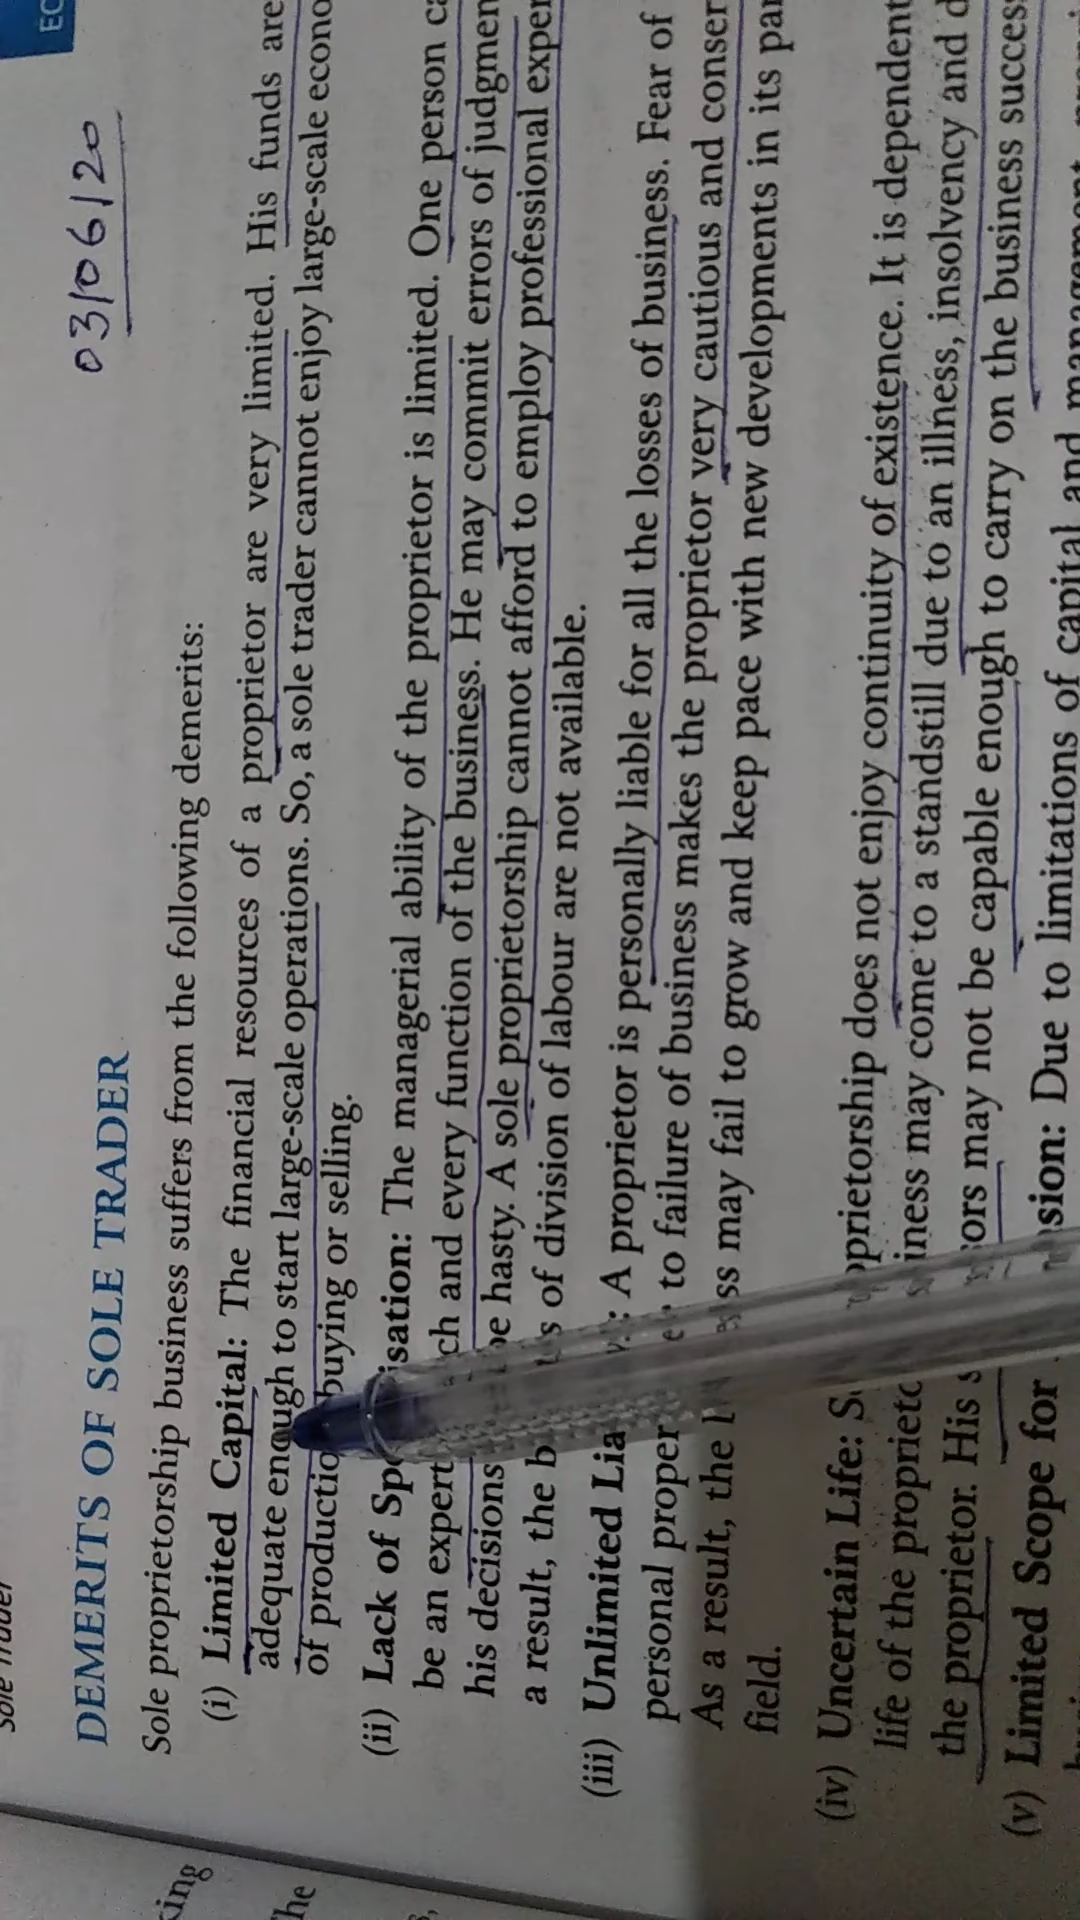 EC
03/06/20
DEMERITS OF SOLE TRADER
Sole proprietorship business suffers from the following demerits:
(i) Limited Capital: The financial resources of a proprietor are very limited. His funds are
adequate enough to start large-scale operations. So, a sole trader cannot enjoy large-scale econo
of productio buying or selling.
(ii) Lack of Sp isation: The managerial ability of the proprietor is limited. One person ca
be an expert ch and every function of the business. He may commit errors of judgmen
his decisions be hasty. A sole proprietorship cannot afford to employ professional exper
a result, the b s of division of labour are not available.
(iii) Unlimited Lia : A proprietor is personally liable for all the losses of business. Fear of
personal proper to failure of business makes the proprietor very cautious and conser
As a result, the ss may fail to grow and keep pace with new developments in its par
field.
(iv) Uncertain Life: S prietorship does not enjoy continuity of existence. It is dependent
life of the proprieto iness may come to a standstill due to an illness, insolvency and d
the proprietor. His s ors may not be capable enough to carry on the business success
(v) Limited Scope for sion: Due to limitations of capital and management
king
he